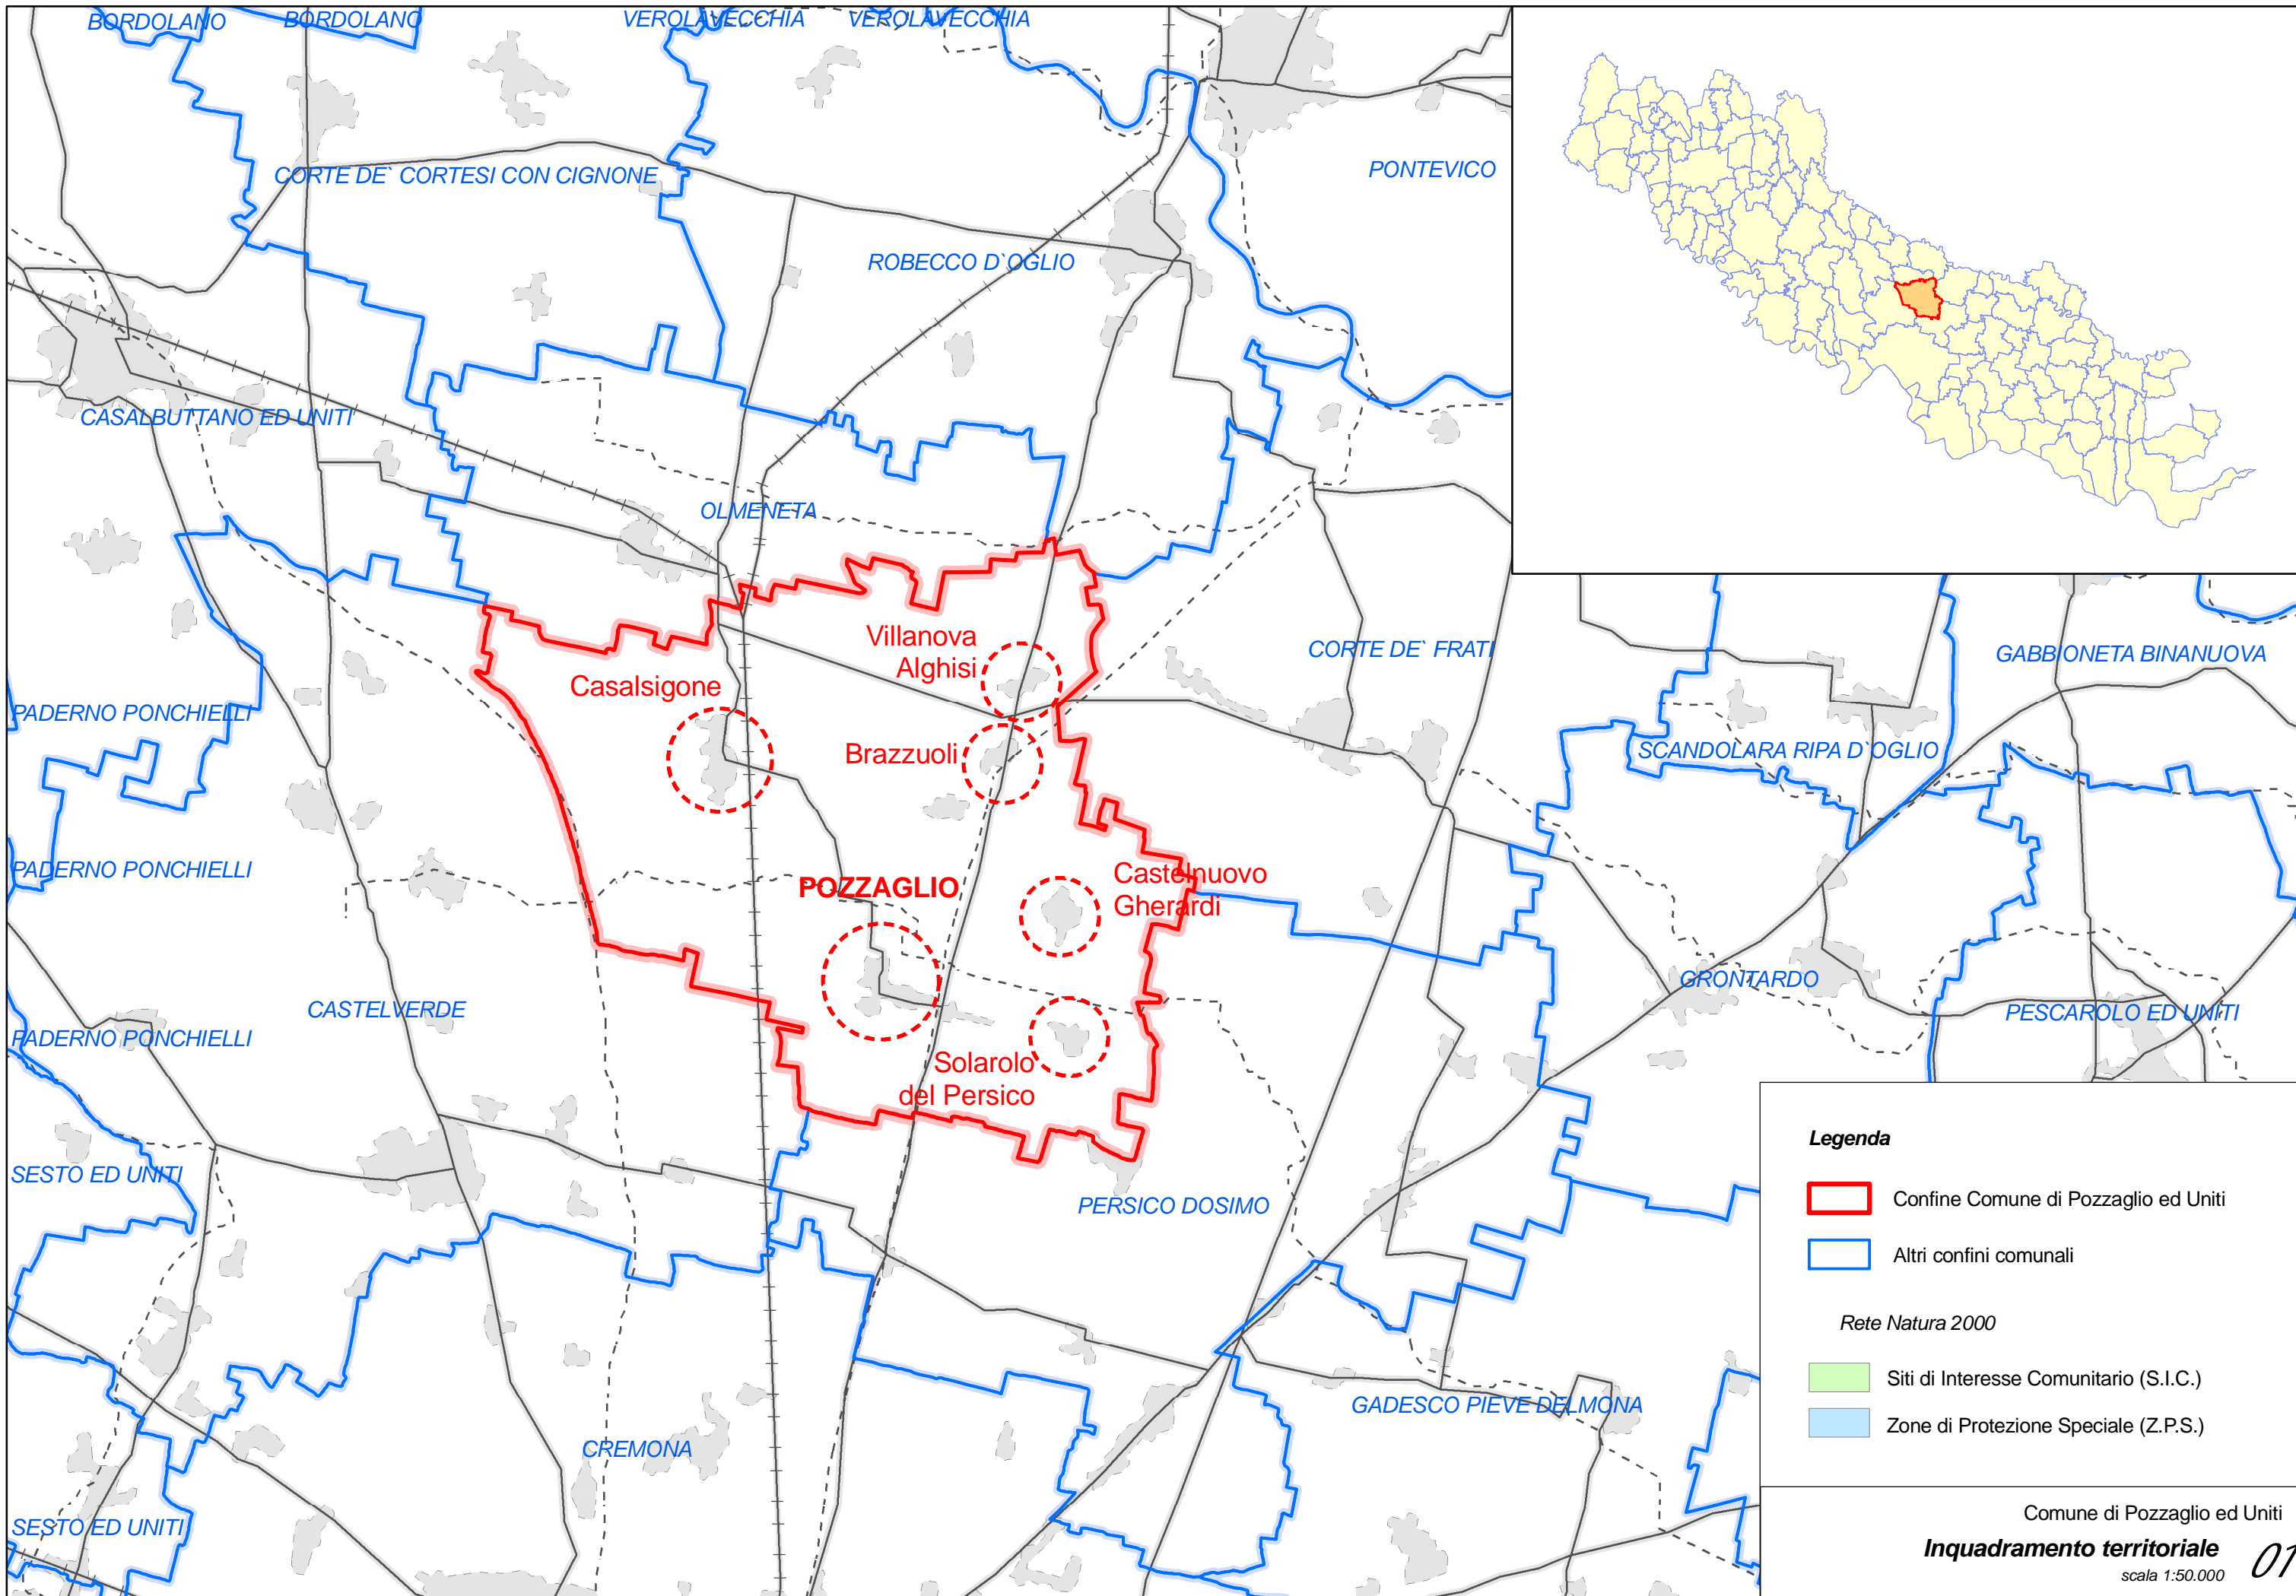 BORDOLANO
BORDOLANO
VEROLAVECCHIA
VEROLAVECCHIA
CORTE DE` CORTESI CON CIGNONE
PONTEVICO
ROBECCO D`OGLIO
CASALBUTTANO ED UNITI
OLMENETA
Villanova
Alghisi
CORTE DE` FRATI
GABBIONETA BINANUOVA
Casalsigone
PADERNO PONCHIELLI
Brazzuoli
SCANDOLARA RIPA D`OGLIO
PADERNO PONCHIELLI
POZZAGLIO
Castelnuovo
Gherardi
GRONTARDO
CASTELVERDE
PESCAROLO ED UNITI
PADERNO PONCHIELLI
Solarolo
del Persico
SESTO ED UNITI
PERSICO DOSIMO
GADESCO PIEVE DELMONA
CREMONA
SESTO ED UNITI
Legenda
Confine Comune di Pozzaglio ed Uniti
Altri confini comunali
Rete Natura 2000
Siti di Interesse Comunitario (S.I.C.)
Zone di Protezione Speciale (Z.P.S.)
Comune di Pozzaglio ed Uniti
Inquadramento territoriale
scala 1:50.000
01